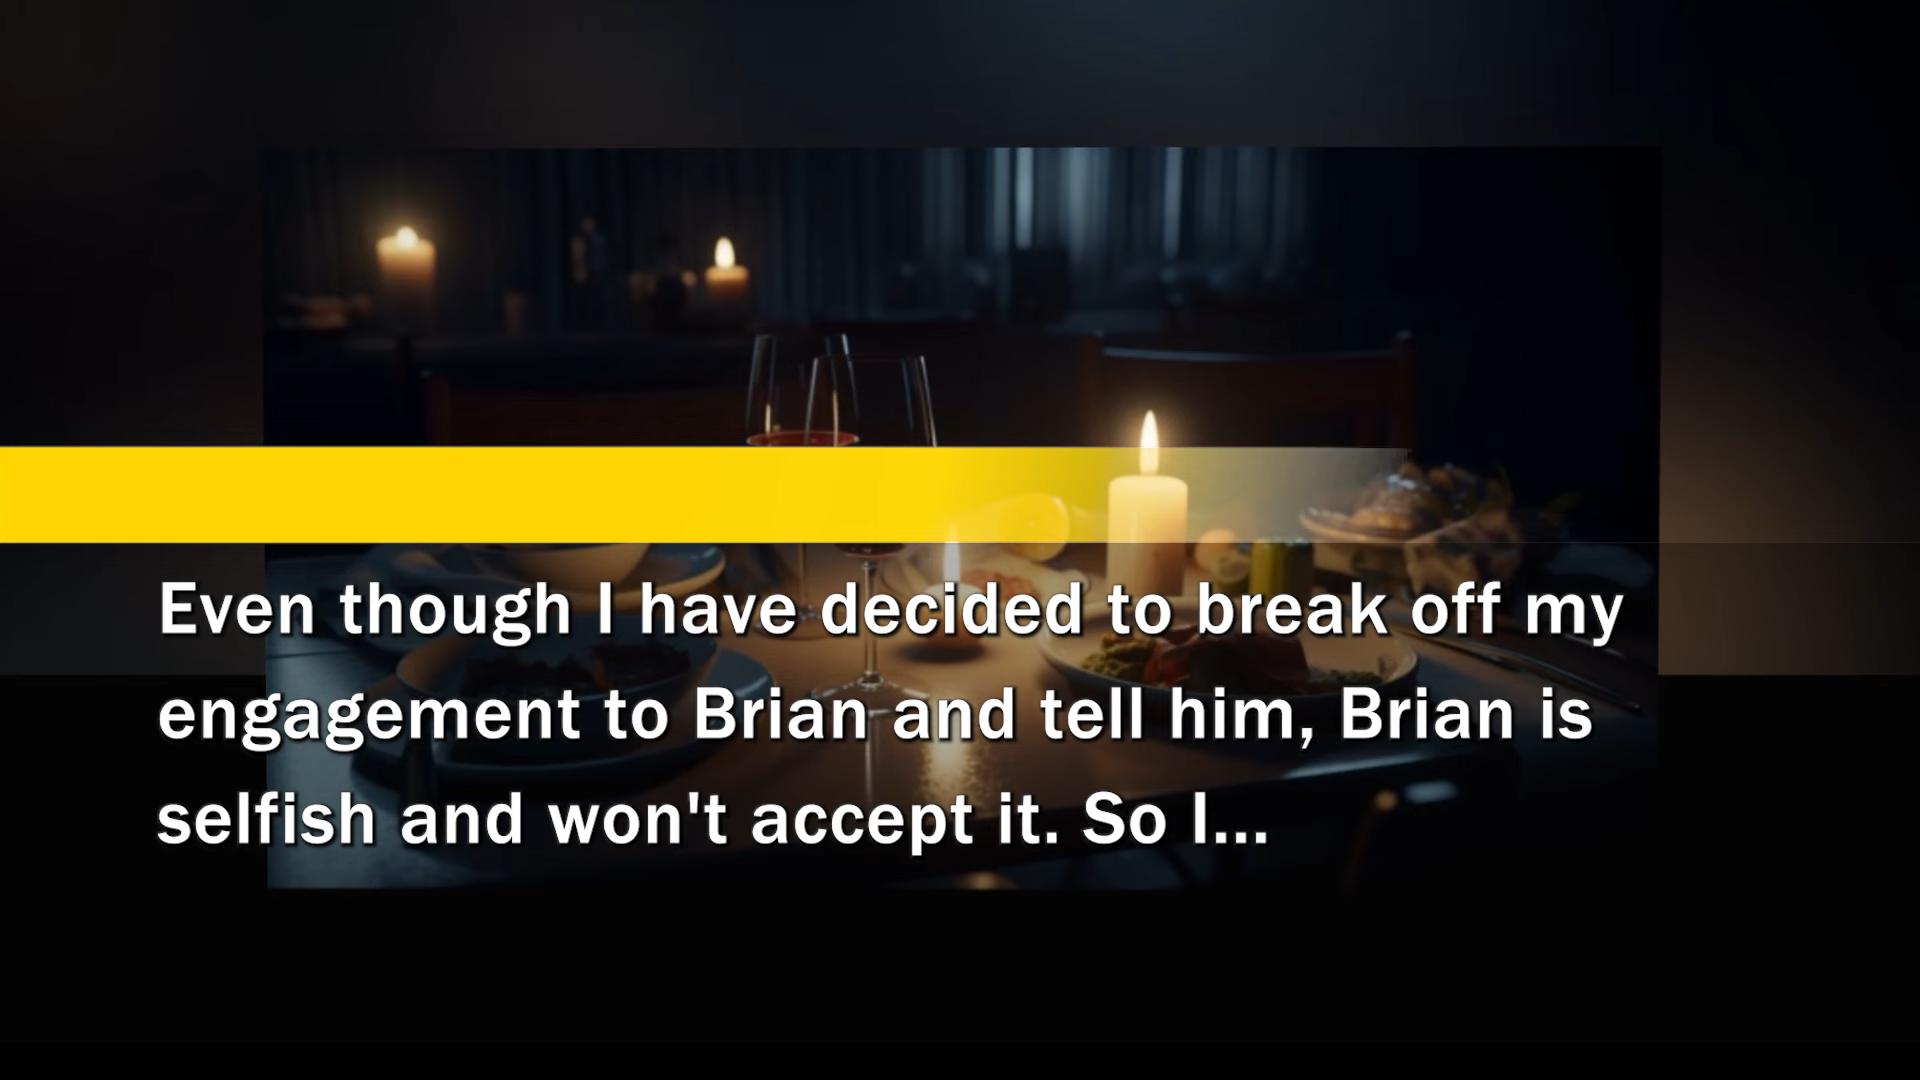 Even though I have decided to break off my
engagement to Brian and tell him, Brian is
selfish and won't accept it. So I...